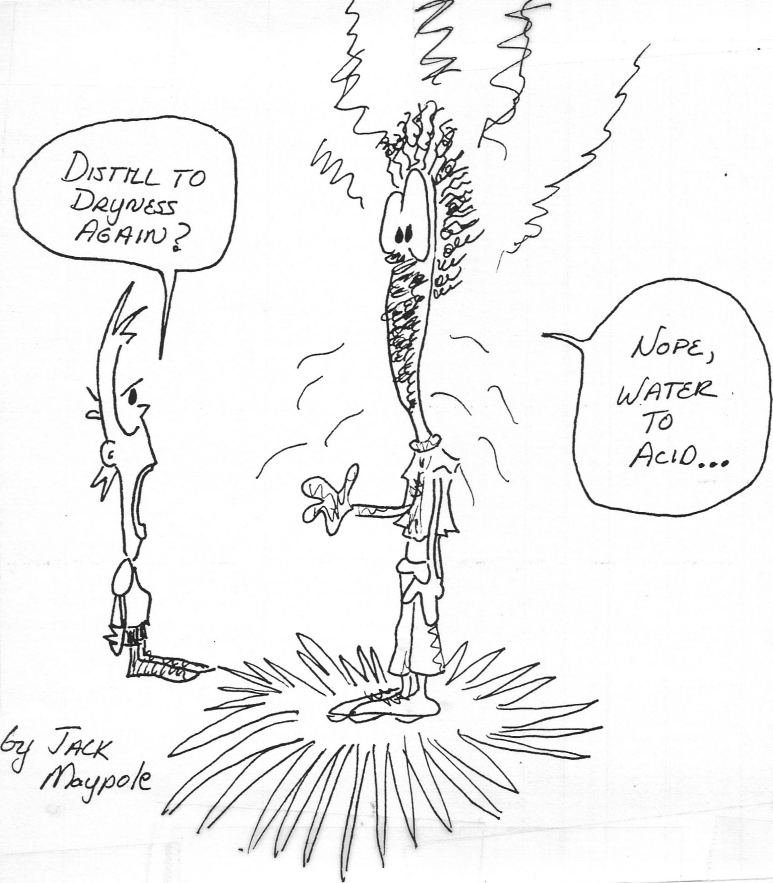 DISTILL TO
DRYNESS
AGAIN?
NOPE,
WATER
TO
ACID...
by JACK
Maypole